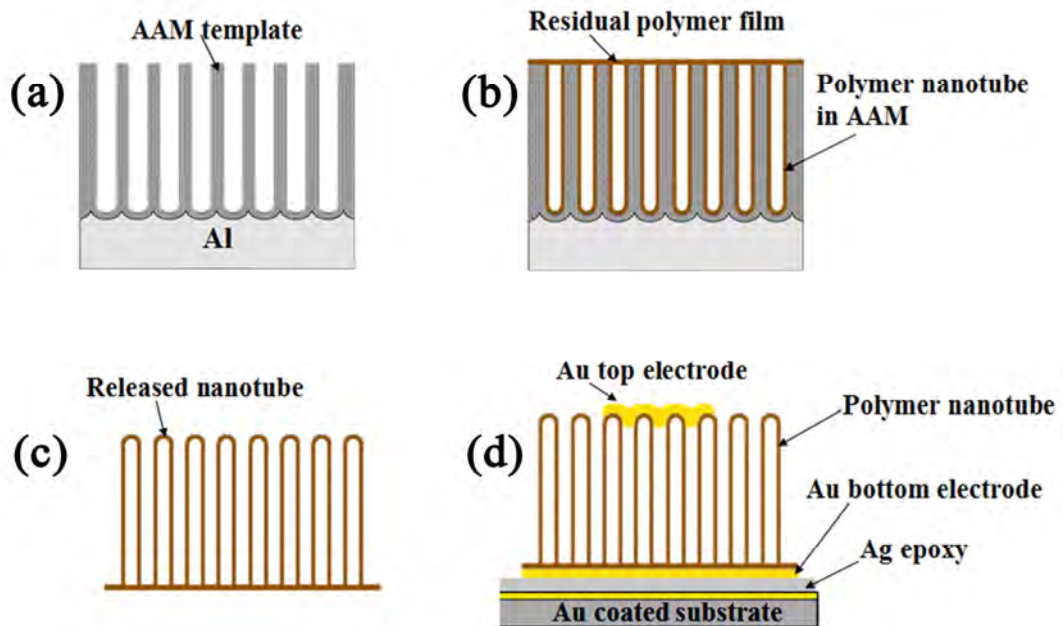 AAM template
(a)
Al
Residual polymer film
(b)
Polymer nanotube
in AAM
Released nanotube
(c)
Au top electrode
Polymer nanotube
(d)
Au bottom electrode
Ag epoxy
Au coated substrate